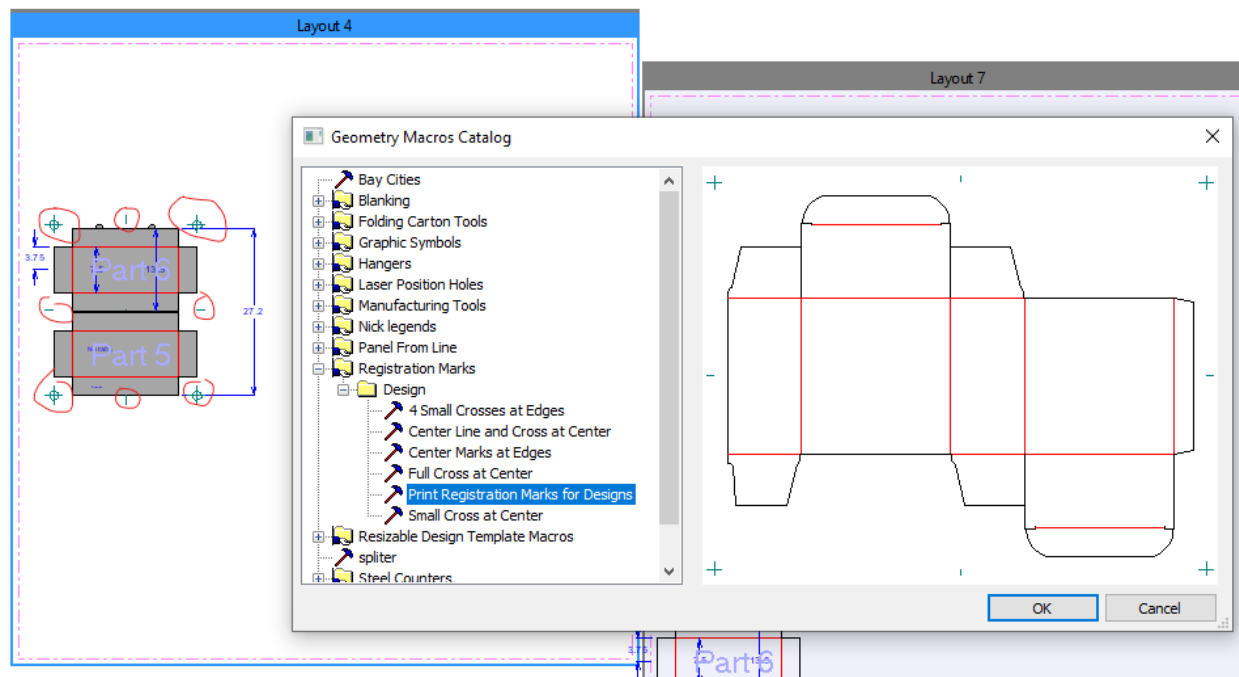 Layout 4
Layout 7
Geometry Macros Catalog
Bay Cities
Blanking
Folding Carton Tools
Graphic Symbols
Hangers
Laser Position Holes
Manufacturing Tools
Nick legends
Panel From Line
Registration Marks
Design
4 Small Crosses at Edges
Center Line and Cross at Center
Center Marks at Edges
Full Cross at Center
Print Registration Marks for Designs
Small Cross at Center
Resizable Design Template Macros
spliter
Steel Counters
OK
Cancel
3.75
Part 6
27.2
Part 5
3.75
Part 6